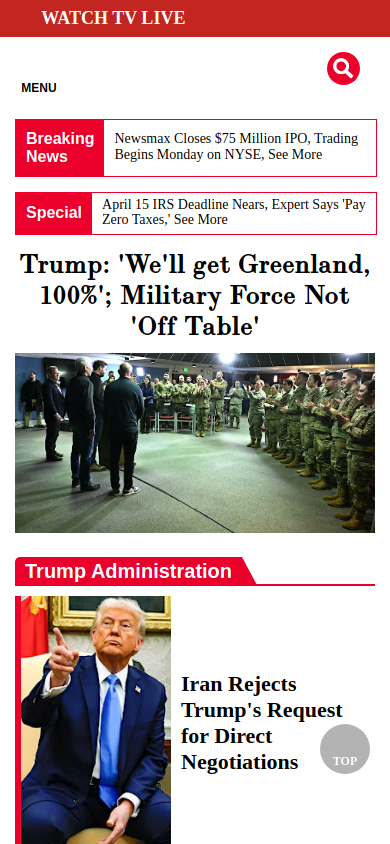 WATCH TV LIVE
MENU
Breaking
News
Newsmax Closes $75 Million IPO, Trading
Begins Monday on NYSE, See More
Special
April 15 IRS Deadline Nears, Expert Says 'Pay
Zero Taxes,' See More
Trump: 'We'll get Greenland,
100%'; Military Force Not
'Off Table'
Trump Administration
Iran Rejects
Trump's Request
for Direct
Negotiations
TOP